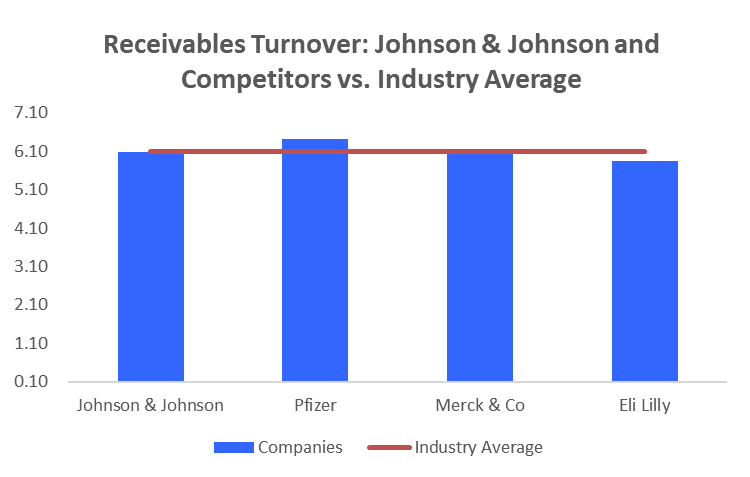 Receivables Turnover: Johnson & Johnson and
Competitors vs. Industry Average
7.10
6.10
5.10
4.10
3.10
2.10
1.10
0.10
Johnson & Johnson
Pfizer
Merck & Co
Eli Lilly
Companies
Industry Average